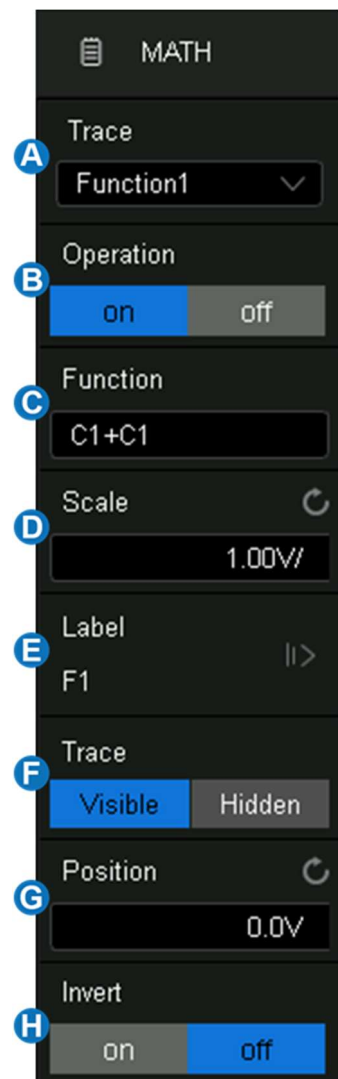 MATH
Trace
A
Function1
Operation
B
on off
Function
C
C1+C1
Scale
D
1.00V/
Label
E
F1
Trace
F
Visible Hidden
Position
G
0.0V
Invert
H
on off